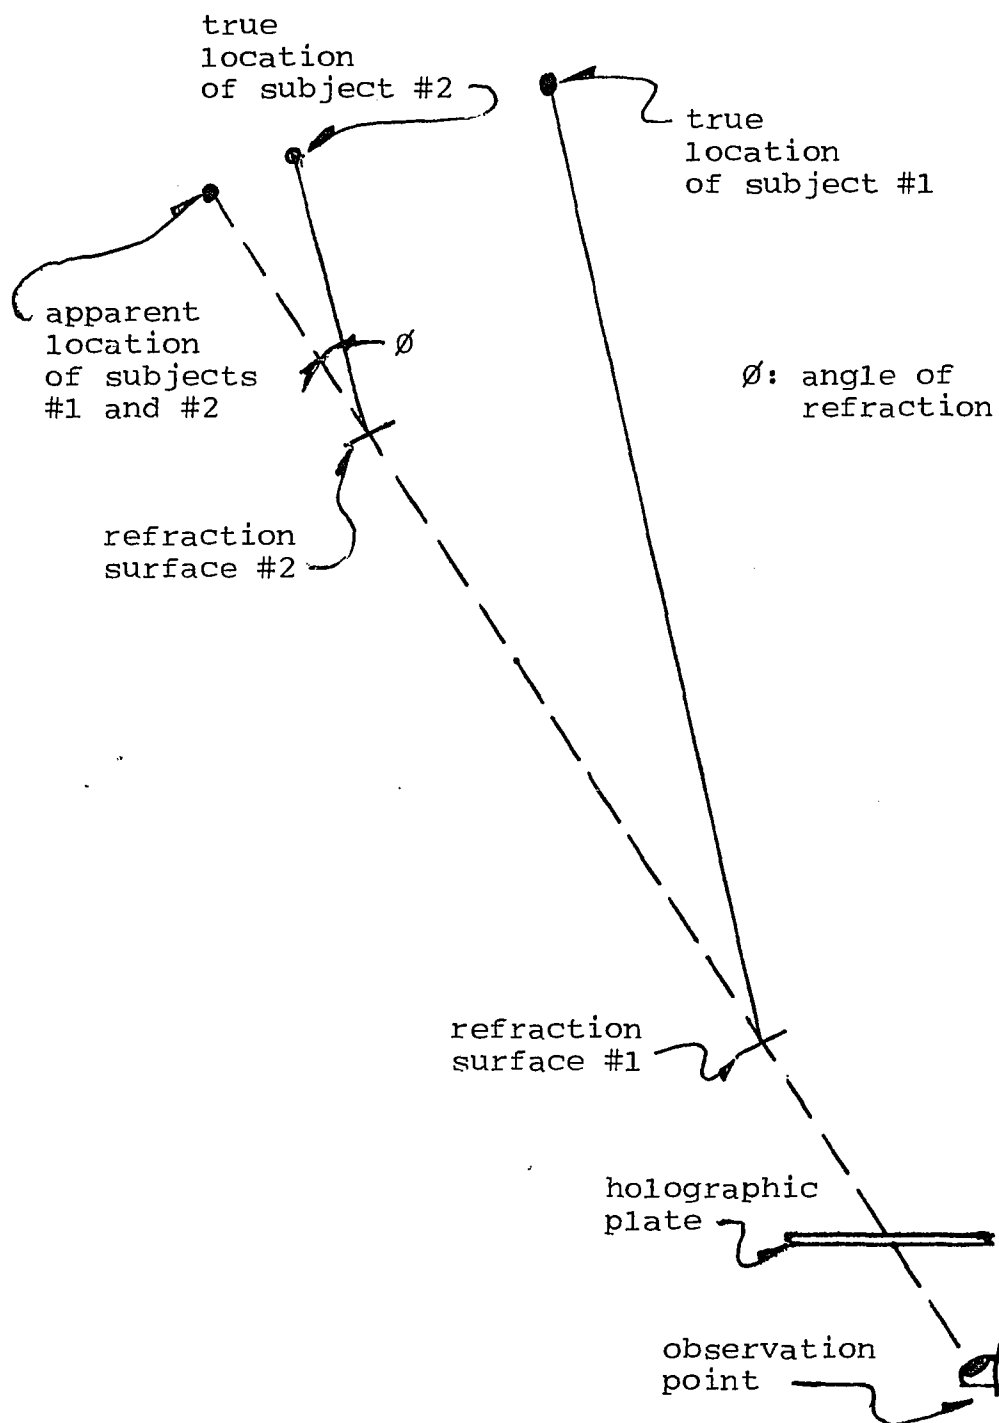 true
location
of subject #2
true
location
of subject #1
apparent
location
of subjects
#1 and #2
Ø
Ø: angle of
refraction
refraction
surface #2
refraction
surface #1
holographic
plate
observation
point